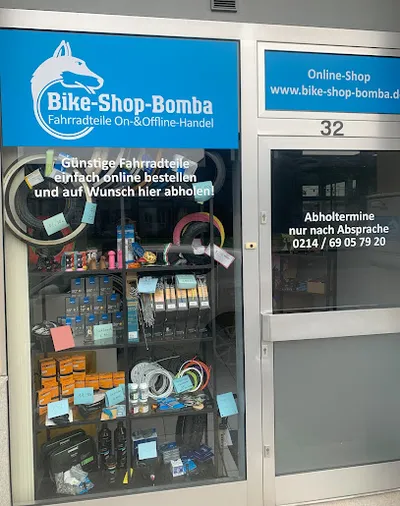 Bike-Shop-Bomba
Fahrradteile On-&Offline-Handel
Online-Shop
www.bike-shop-bomba.d
32
Günstige Fahrradteile
einfach online bestellen
und auf Wunsch hier abholen!
Abholtermine
nur nach Absprache
0214 / 69 05 79 20